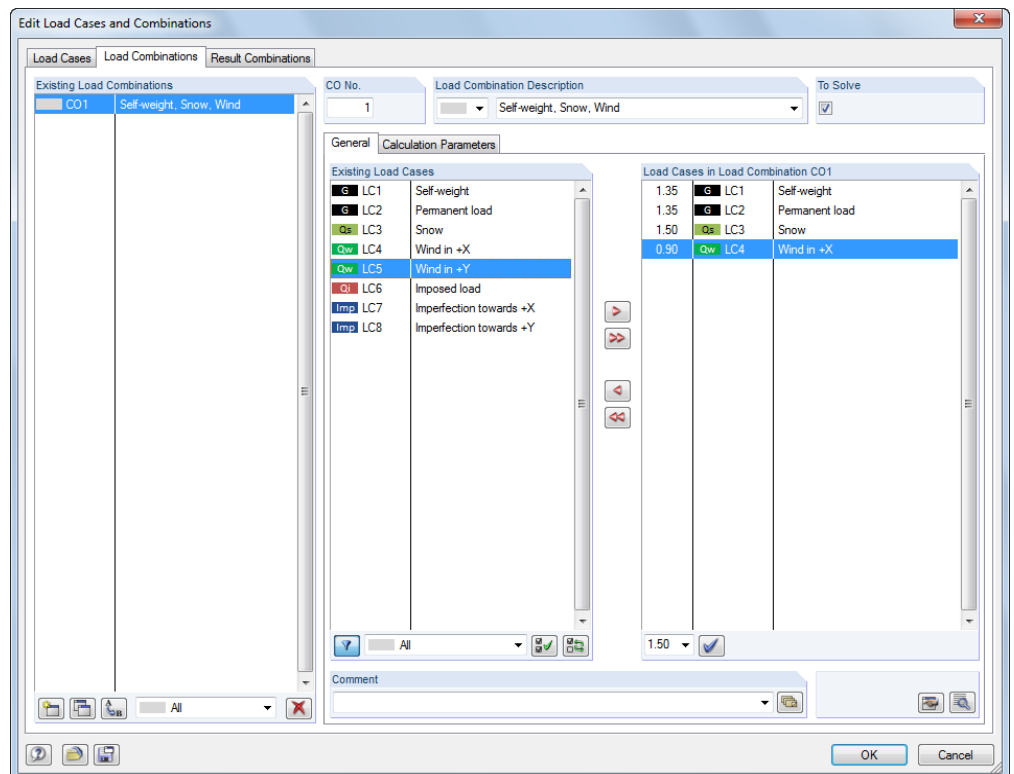 Edit Load Cases and Combinations
Load Cases Load Combinations Result Combinations
Existing Load Combinations
CO1 Self-weight, Snow, Wind
CO No.
1
Load Combination Description
Self-weight, Snow, Wind
To Solve
General Calculation Parameters
Existing Load Cases
G LC1 Self-weight
G LC2 Permanent load
Qs LC3 Snow
Qw LC4 Wind in +X
Qw LC5 Wind in +Y
Qi LC6 Imposed load
Imp LC7 Imperfection towards +X
Imp LC8 Imperfection towards +Y
> 
>>
<
<<
Load Cases in Load Combination CO1
1.35 G LC1 Self-weight
1.35 G LC2 Permanent load
1.50 Qs LC3 Snow
0.90 Qw LC4 Wind in +X
All
1.50
Comment
A B All
? OK Cancel